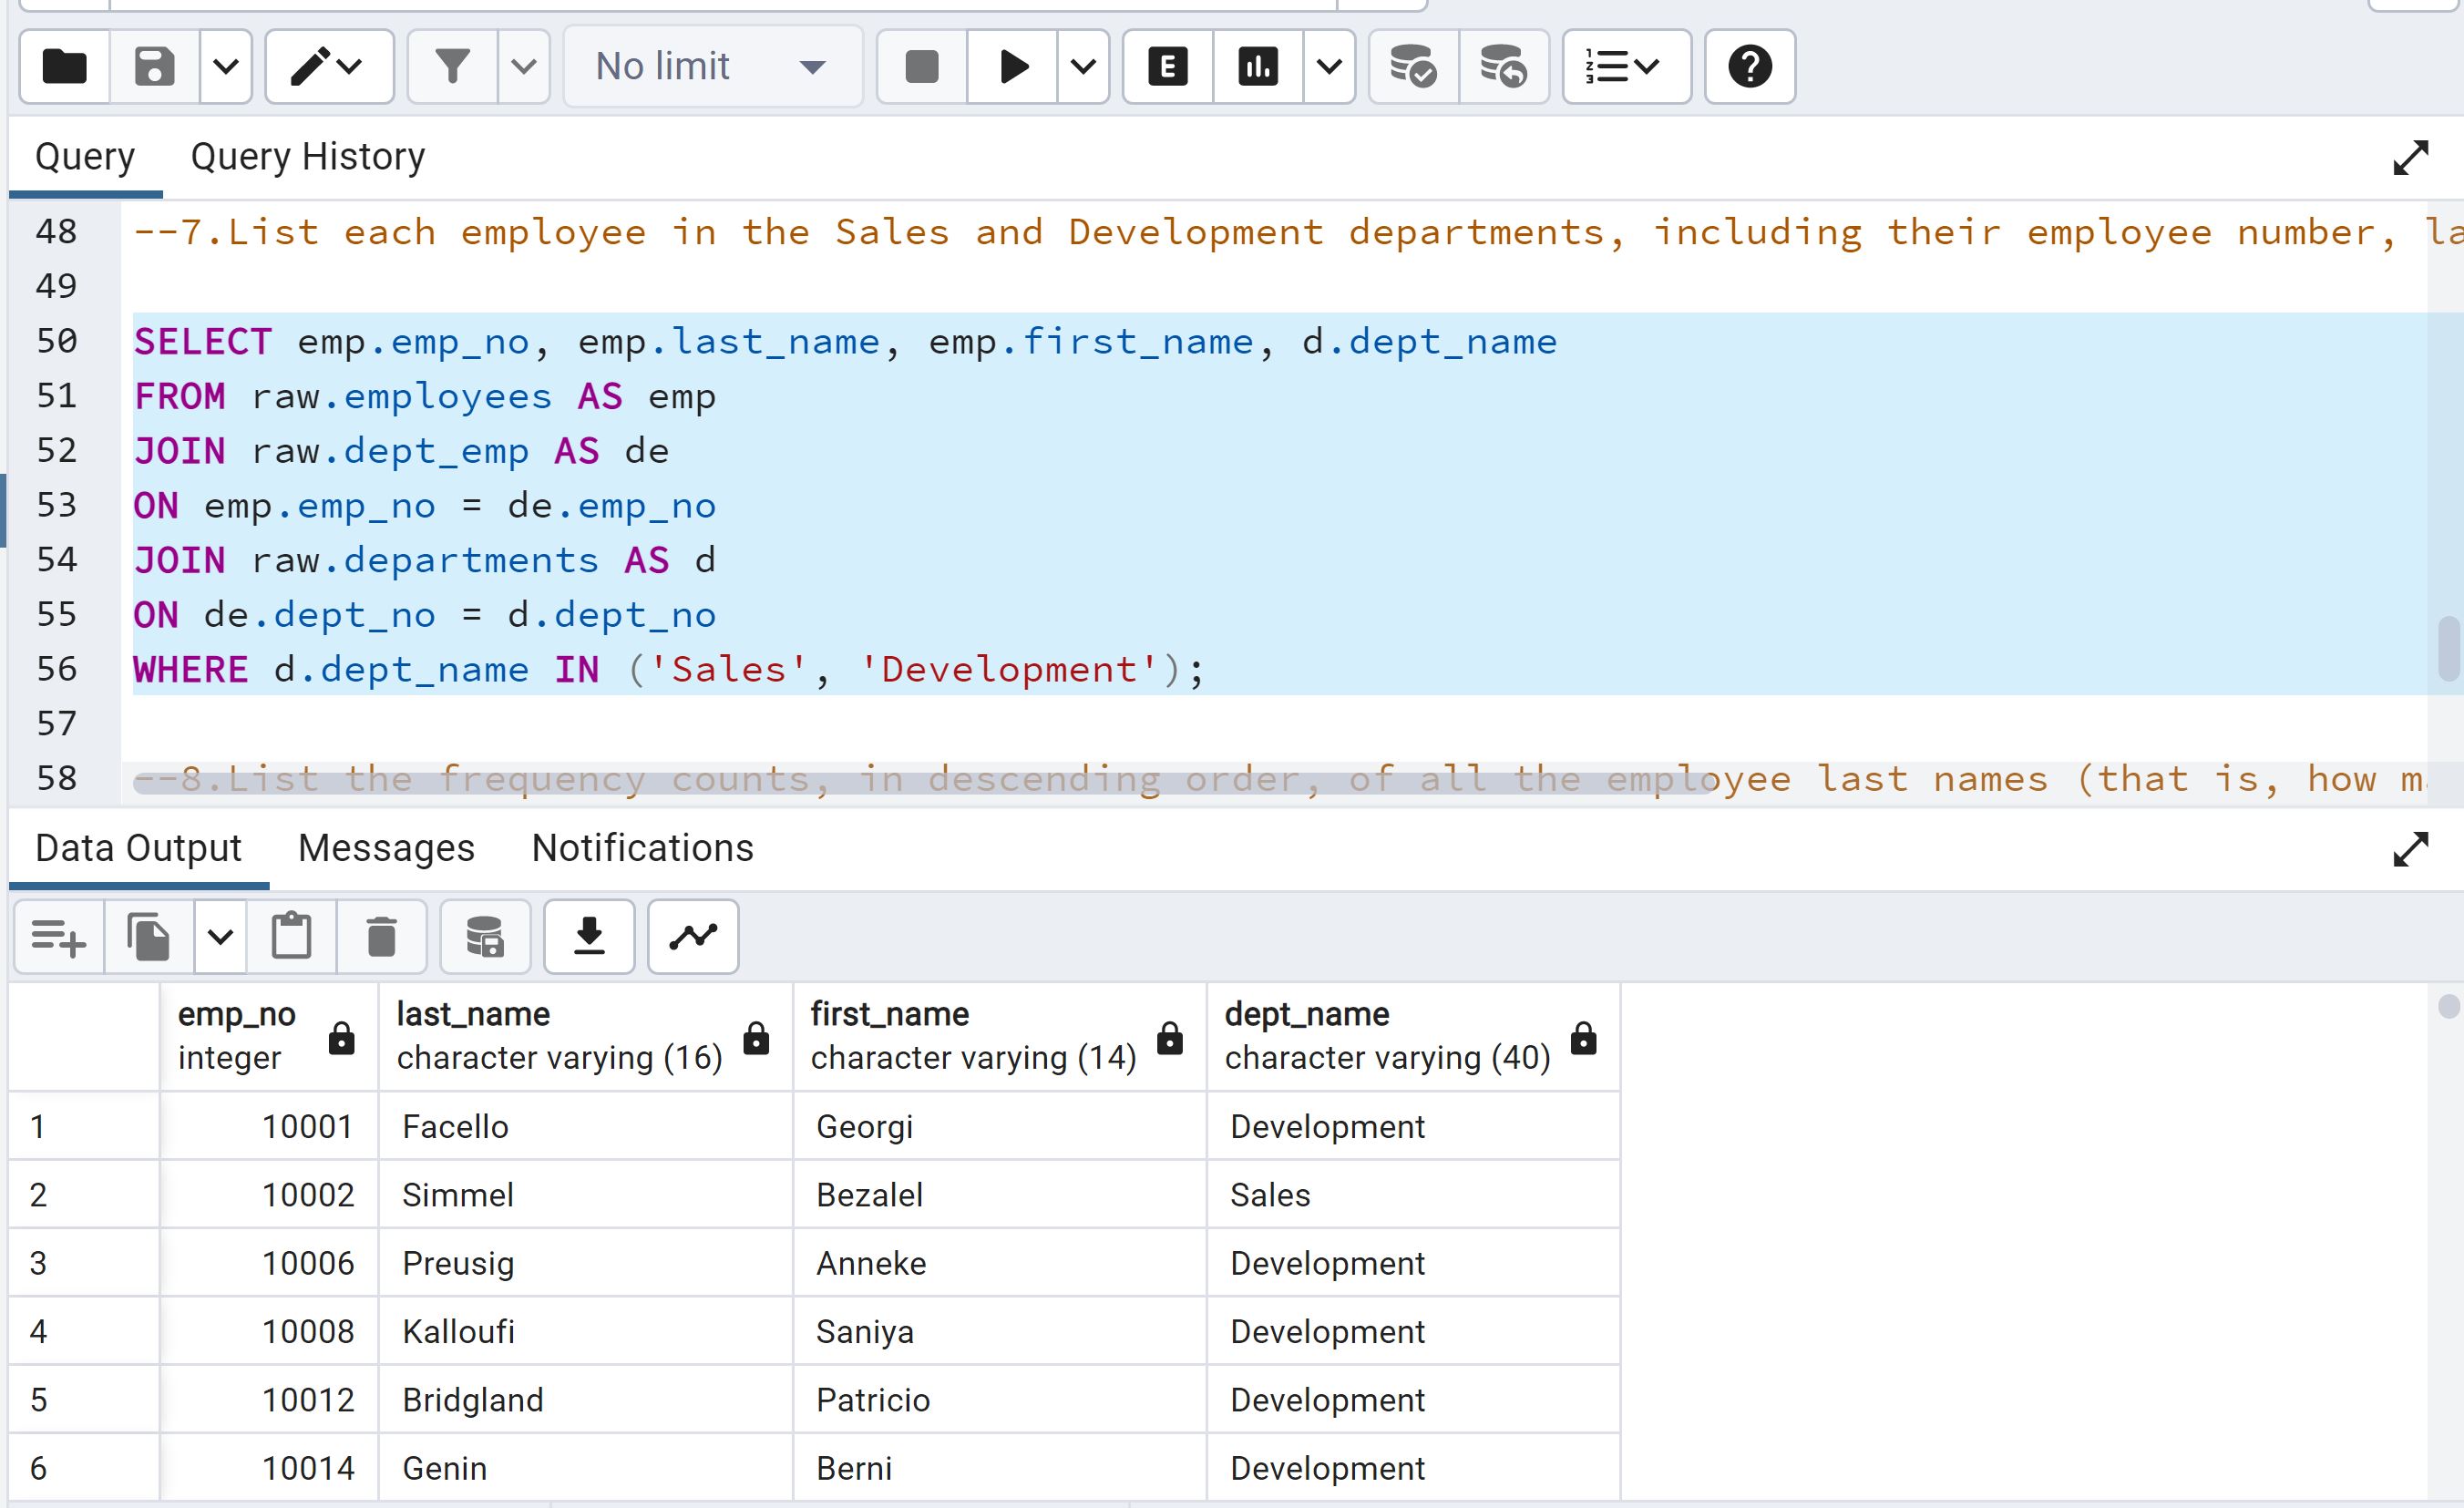 No limit
E
Query Query History
48 --7.List each employee in the Sales and Development departments, including their employee number, la
49
50 SELECT emp.emp_no, emp.last_name, emp.first_name, d.dept_name
51 FROM raw.employees AS emp
52 JOIN raw.dept_emp AS de
53 ON emp.emp_no = de.emp_no
54 JOIN raw.departments AS d
55 ON de.dept_no = d.dept_no
56 WHERE d.dept_name IN ('Sales', 'Development');
57
58 --8.List the frequency counts, in descending order, of all the employee last names (that is, how m
Data Output Messages Notifications
emp_no last_name first_name dept_name
integer character varying (16) character varying (14) character varying (40)
1 10001 Facello Georgi Development
2 10002 Simmel Bezalel Sales
3 10006 Preusig Anneke Development
4 10008 Kalloufi Saniya Development
5 10012 Bridgland Patricio Development
6 10014 Genin Berni Development